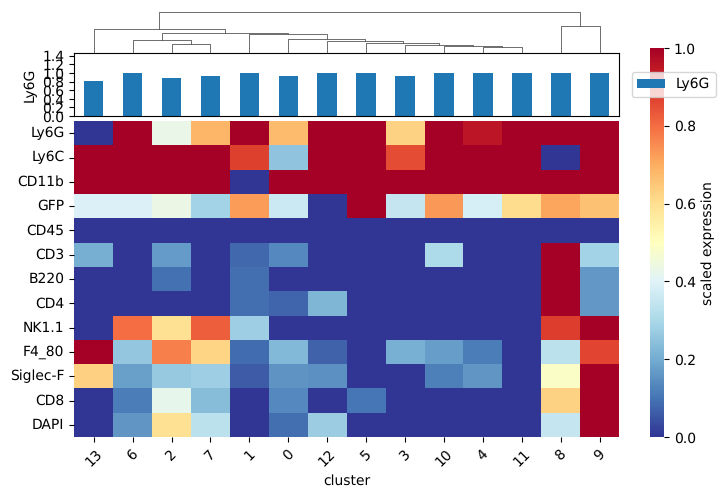 1.4
1.2
1.0
0.8
0.6
0.4
0.2
0.0
Ly6G
Ly6G
Ly6G
Ly6C
CD11b
GFP
CD45
CD3
B220
CD4
NK1.1
F4_80
Siglec-F
CD8
DAPI
13 6 2 7 1 0 12 5 3 10 4 11 8 9
cluster
1.0
0.8
0.6
0.4
0.2
0.0
scaled expression